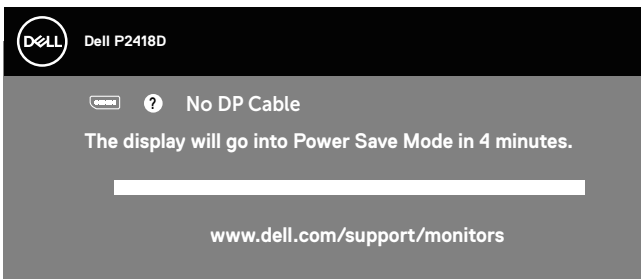 DELL
Dell P2418D
? No DP Cable
The display will go into Power Save Mode in 4 minutes.
www.dell.com/support/monitors